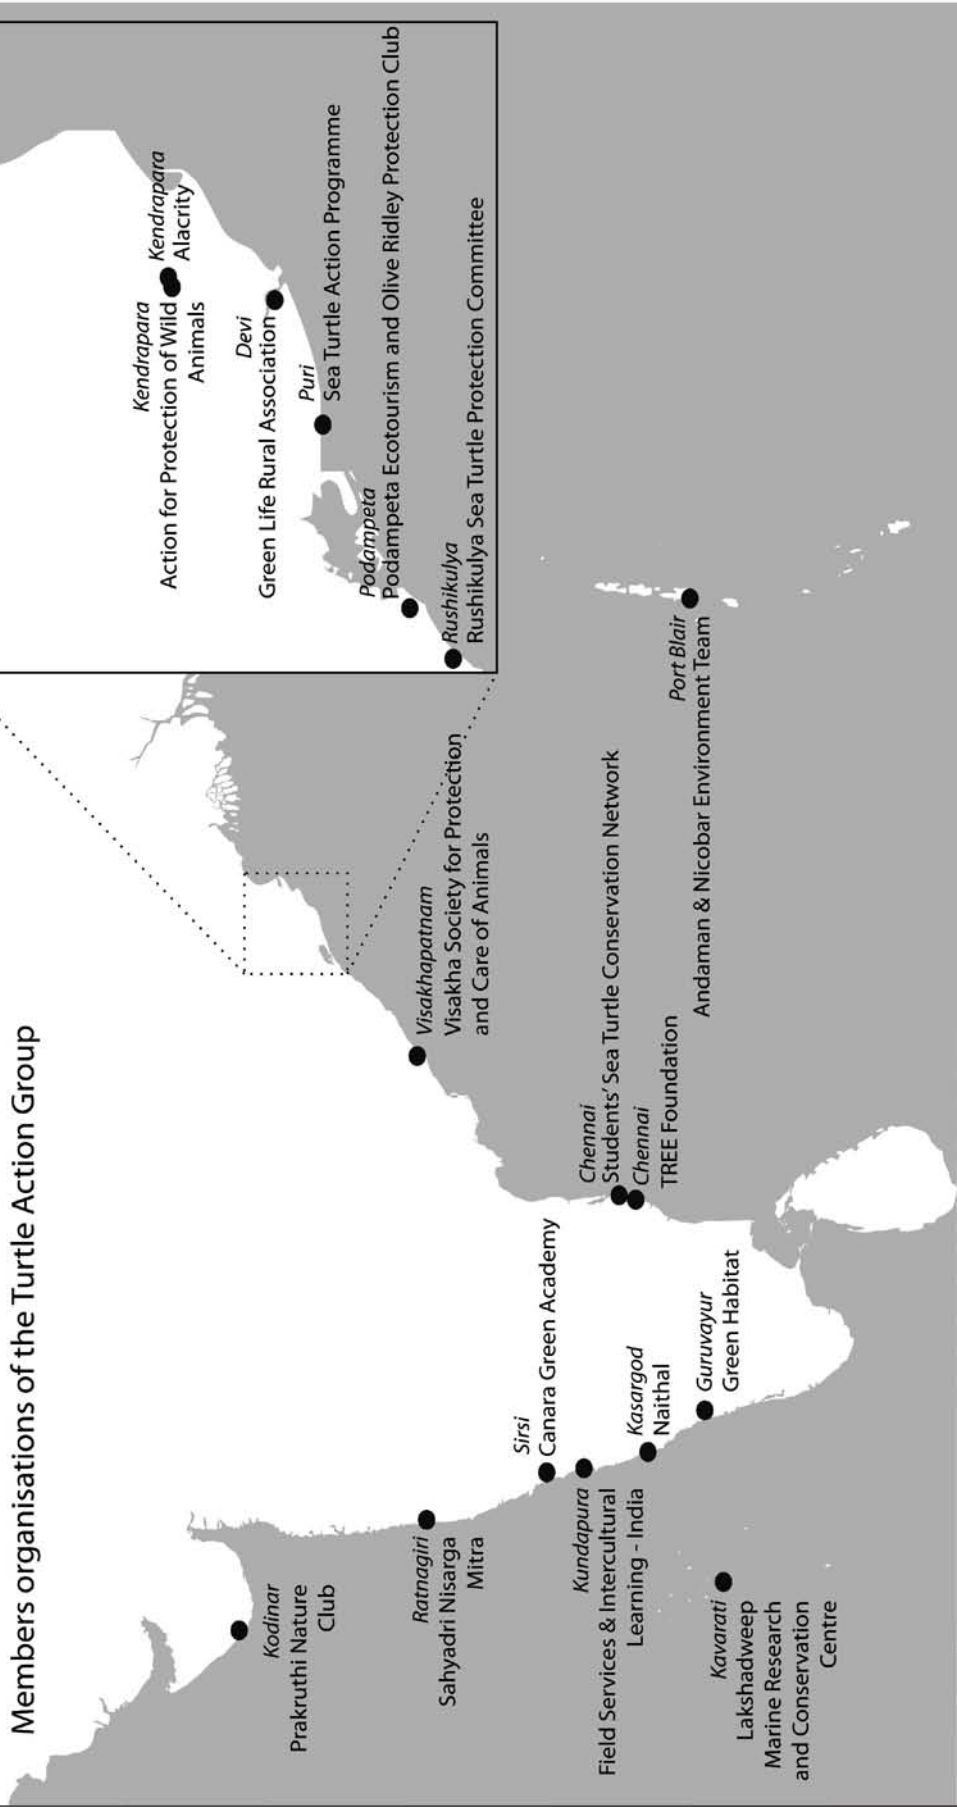 Members organisations of the Turtle Action Group
Kodinar
Prakruthi Nature
Club
Ratnagiri
Sahyadri Nisarga
Mitra
Sirsi
Canara Green Academy
Kundapura
Field Services & Intercultural
Learning - India
Kasargod
Naithal
Guruvayur
Green Habitat
Kavarati
Lakshadweep
Marine Research
and Conservation
Centre
Chennai
Students' Sea Turtle Conservation Network
Chennai
TREE Foundation
Visakhapatnam
Visakha Society for Protection
and Care of Animals
Port Blair
Andaman & Nicobar Environment Team
Kendrapara
Action for Protection of Wild
Animals
Kendrapara
Alacrity
Devi
Green Life Rural Association
Puri
Sea Turtle Action Programme
Podampeta
Podampeta Ecotourism and Olive Ridley Protection Club
Rushikulya
Rushikulya Sea Turtle Protection Committee